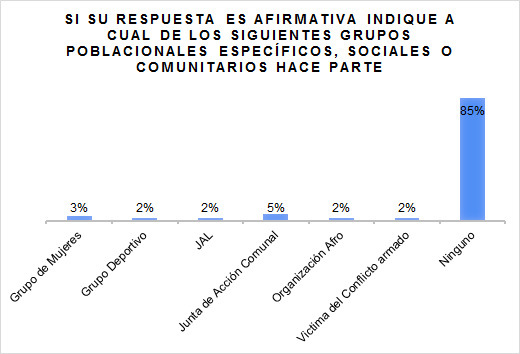 SI SU RESPUESTA ES AFIRMATIVA INDIQUE A
CUAL DE LOS SIGUIENTES GRUPOS
POBLACIONALES ESPECÍFICOS, SOCIALES O
COMUNITARIOS HACE PARTE
85%
3%
2%
2%
5%
2%
2%
Grupo de Mujeres
Grupo Deportivo
JAL
Junta de Acción Comunal
Organización Afro
Victima del Conflicto armado
Ninguno